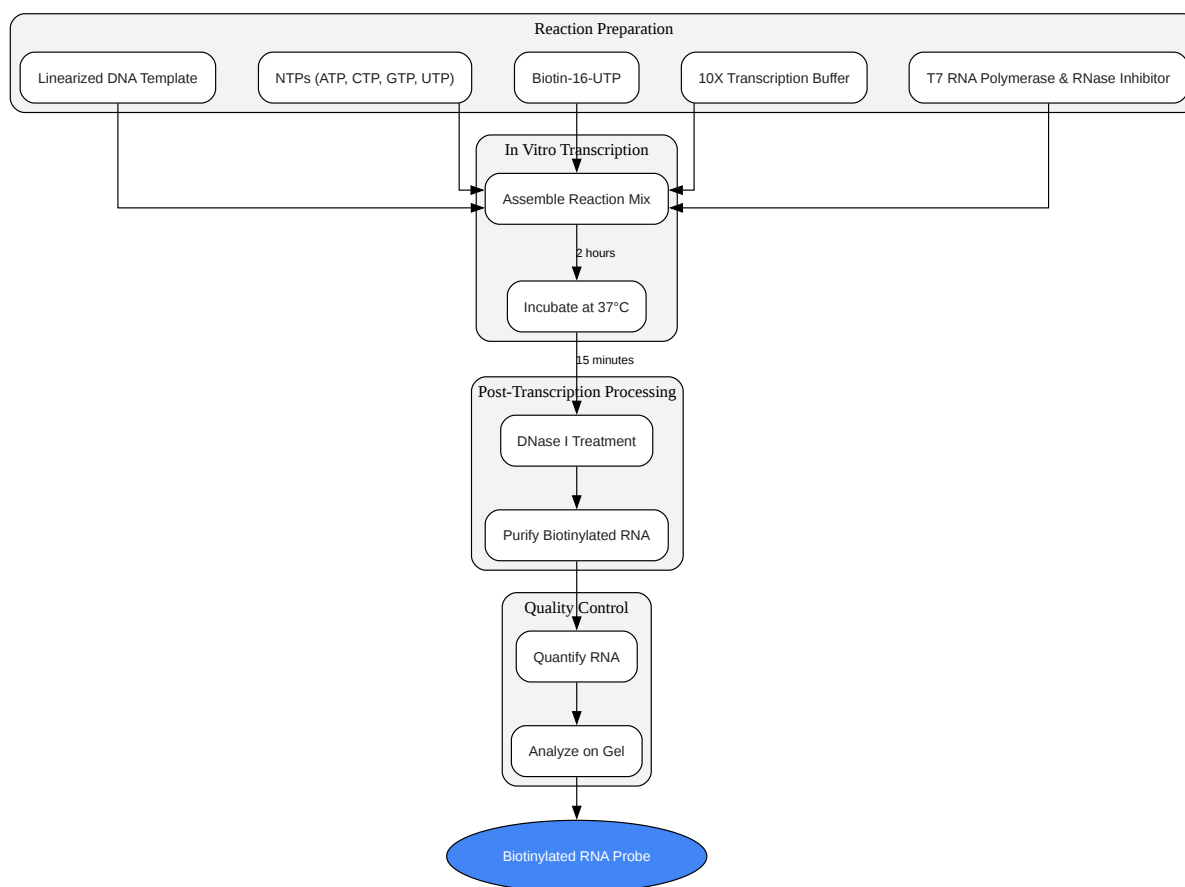 Reaction Preparation
Linearized DNA Template
NTPs (ATP, CTP, GTP, UTP)
Biotin-16-UTP
10X Transcription Buffer
T7 RNA Polymerase & RNase Inhibitor
In Vitro Transcription
Assemble Reaction Mix
2 hours
Incubate at 37°C
15 minutes
Post-Transcription Processing
DNase I Treatment
Purify Biotinylated RNA
Quality Control
Quantify RNA
Analyze on Gel
Biotinylated RNA Probe